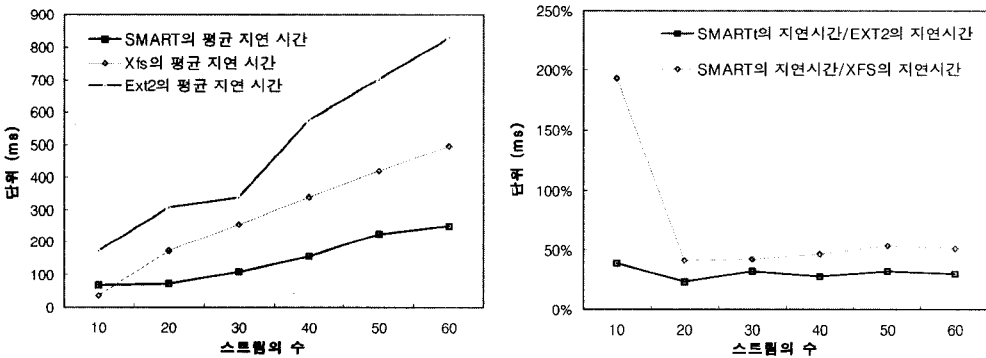 900
800
700
600
500
400
300
200
100
0
단위 (ms)
SMART의 평균 지연 시간
Xfs의 평균 지연 시간
Ext2의 평균 지연 시간
10 20 30 40 50 60
스트림의 수
250%
200%
150%
100%
50%
0%
단위 (ms)
SMARTt의 지연시간/EXT2의 지연시간
SMART의 지연시간/XFS의 지연시간
10 20 30 40 50 60
스트림의 수